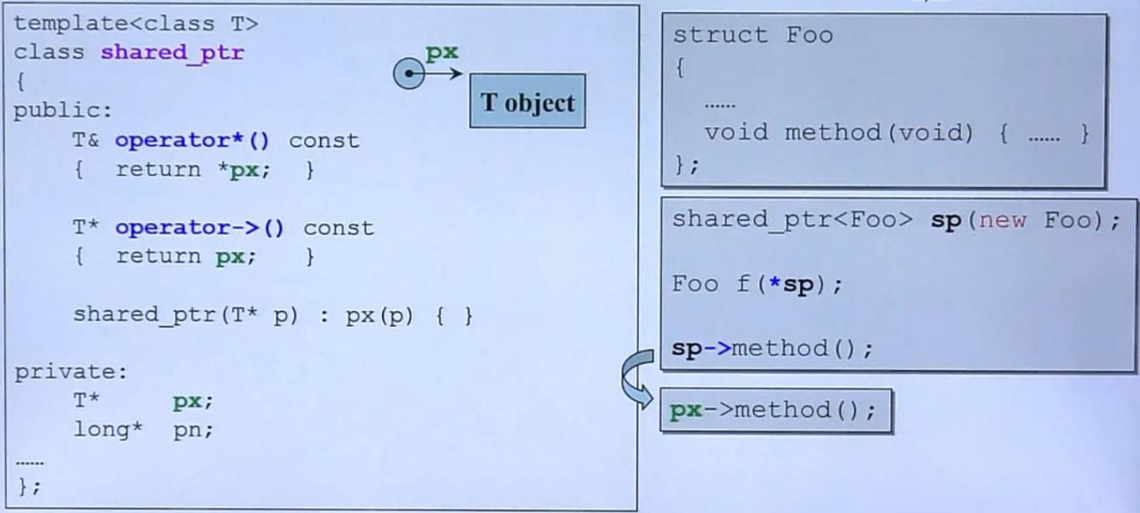 template<class T>
class shared_ptr
{
public:
T& operator*() const
{ return *px; }
T* operator->() const
{ return px; }
shared_ptr(T* p) : px(p) { }
private:
T* px;
long* pn;
……
};
px
T object
struct Foo
{
……
void method(void) { …… }
};
shared_ptr<Foo> sp(new Foo);
Foo f(*sp);
sp->method();
px->method();